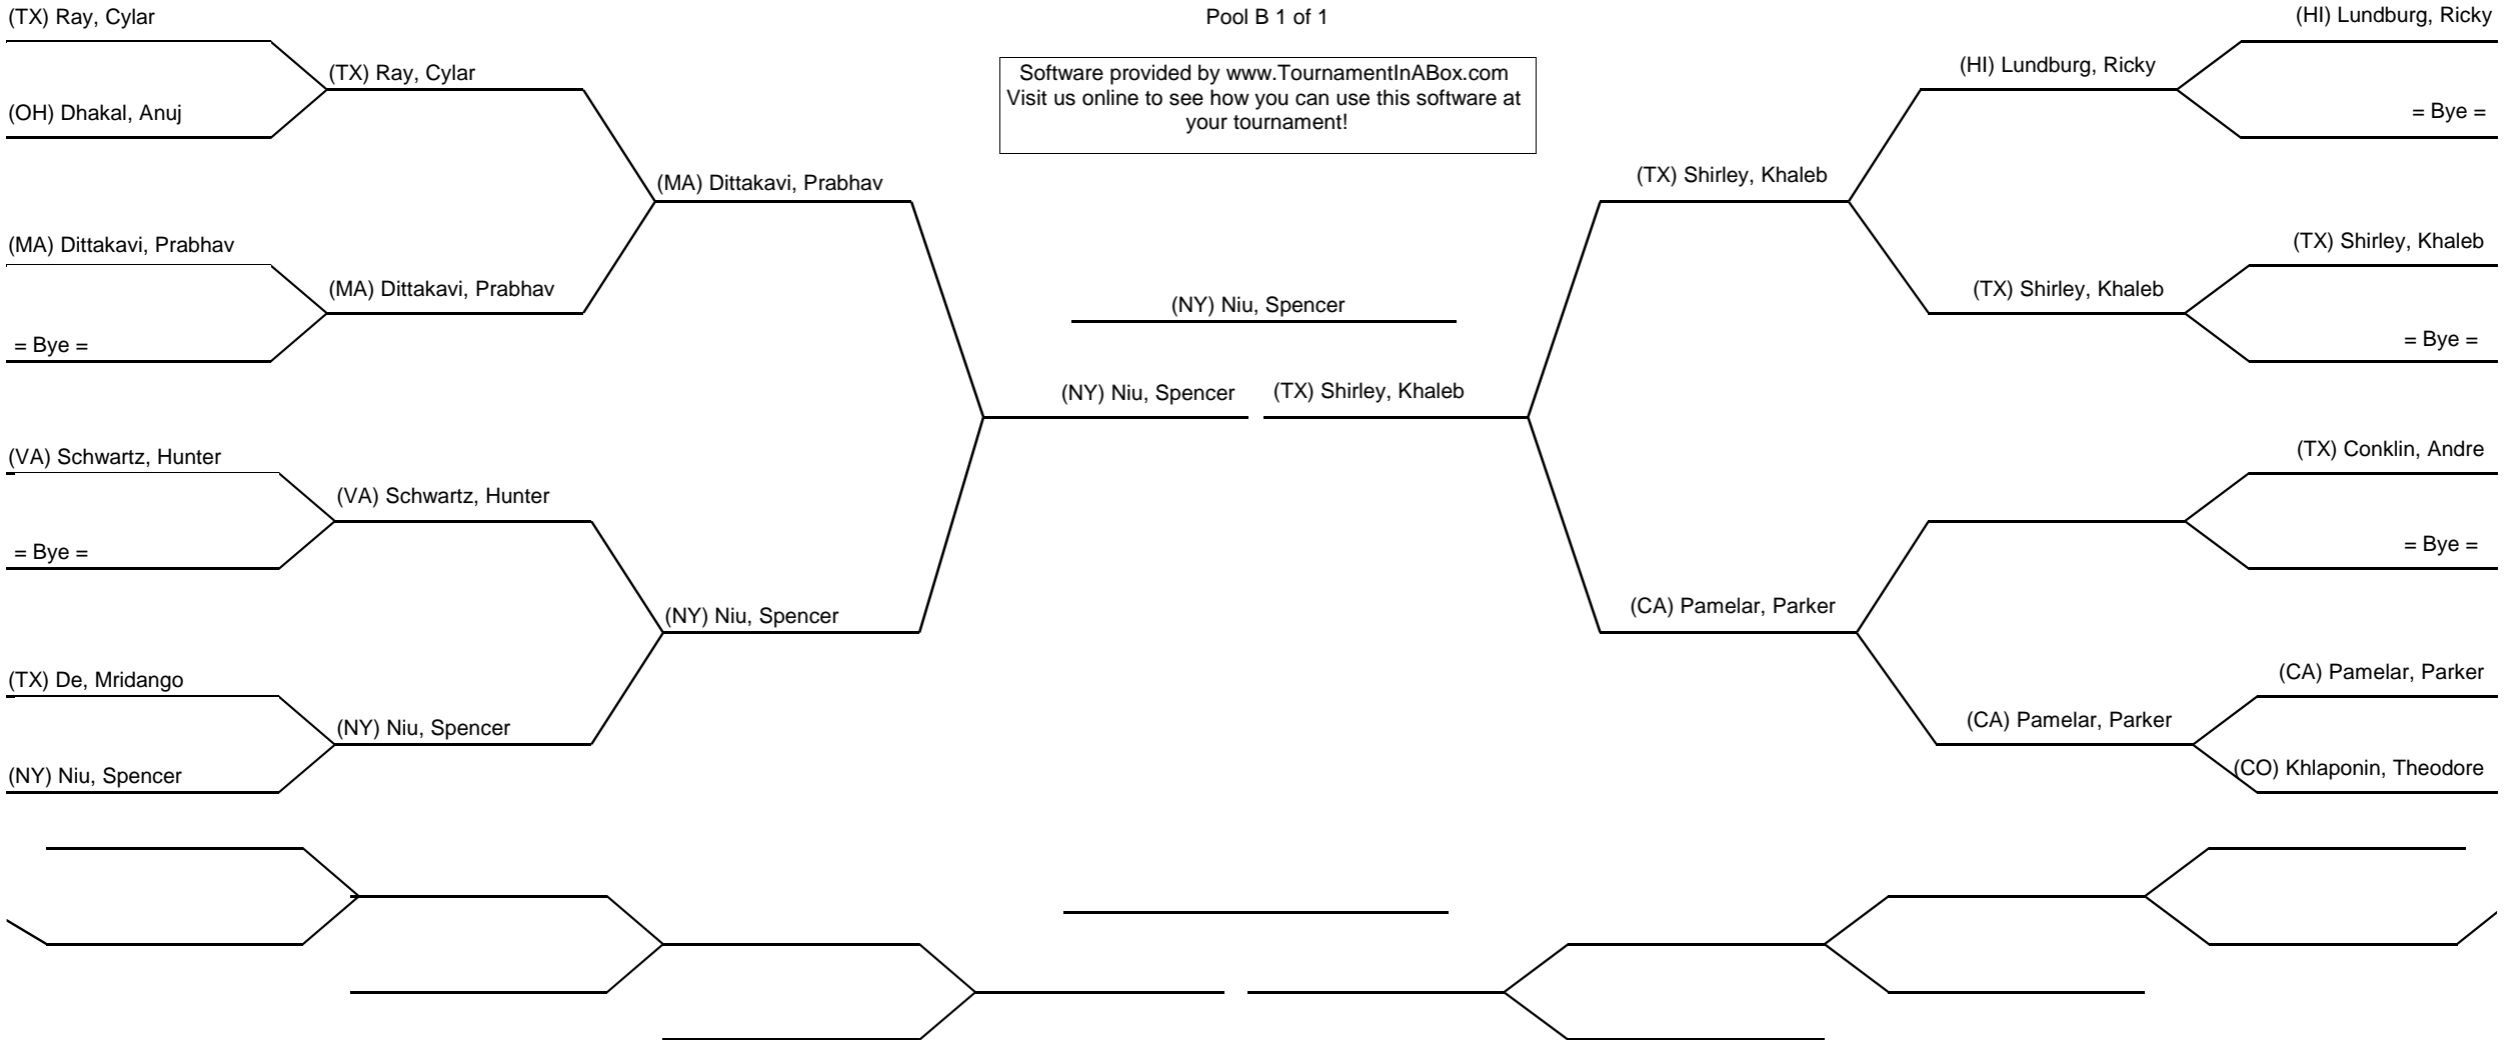 (TX) Ray, Cylar
Pool B 1 of 1
(HI) Lundburg, Ricky
Software provided by www.TournamentInABox.com
Visit us online to see how you can use this software at
your tournament!
(TX) Ray, Cylar
(HI) Lundburg, Ricky
(OH) Dhakal, Anuj
= Bye =
(MA) Dittakavi, Prabhav
(TX) Shirley, Khaleb
(MA) Dittakavi, Prabhav
(TX) Shirley, Khaleb
(MA) Dittakavi, Prabhav
(TX) Shirley, Khaleb
(NY) Niu, Spencer
= Bye =
= Bye =
(NY) Niu, Spencer
(TX) Shirley, Khaleb
(VA) Schwartz, Hunter
(TX) Conklin, Andre
(VA) Schwartz, Hunter
= Bye =
= Bye =
(NY) Niu, Spencer
(CA) Pamelar, Parker
(TX) De, Mridango
(CA) Pamelar, Parker
(NY) Niu, Spencer
(CA) Pamelar, Parker
(NY) Niu, Spencer
(CO) Khlaponin, Theodore